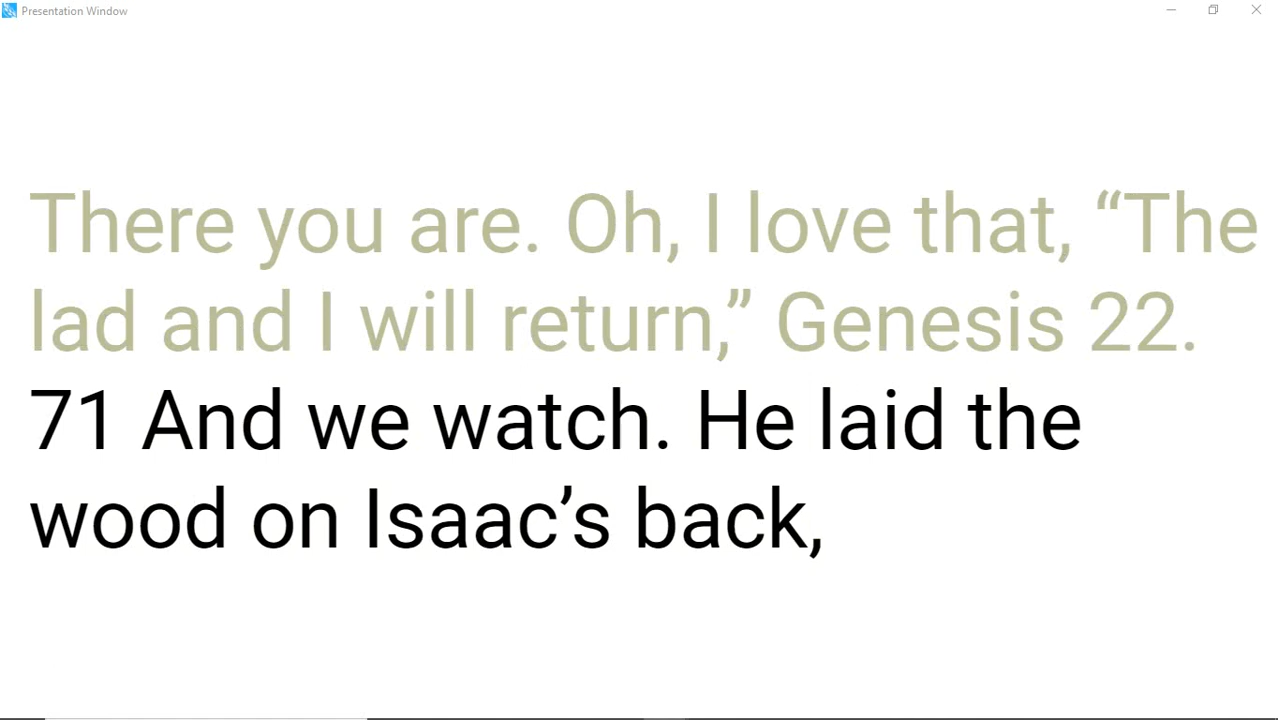 Presentation Window
There you are. Oh, I love that, “The
lad and I will return,” Genesis 22.
71 And we watch. He laid the
wood on Isaac’s back,